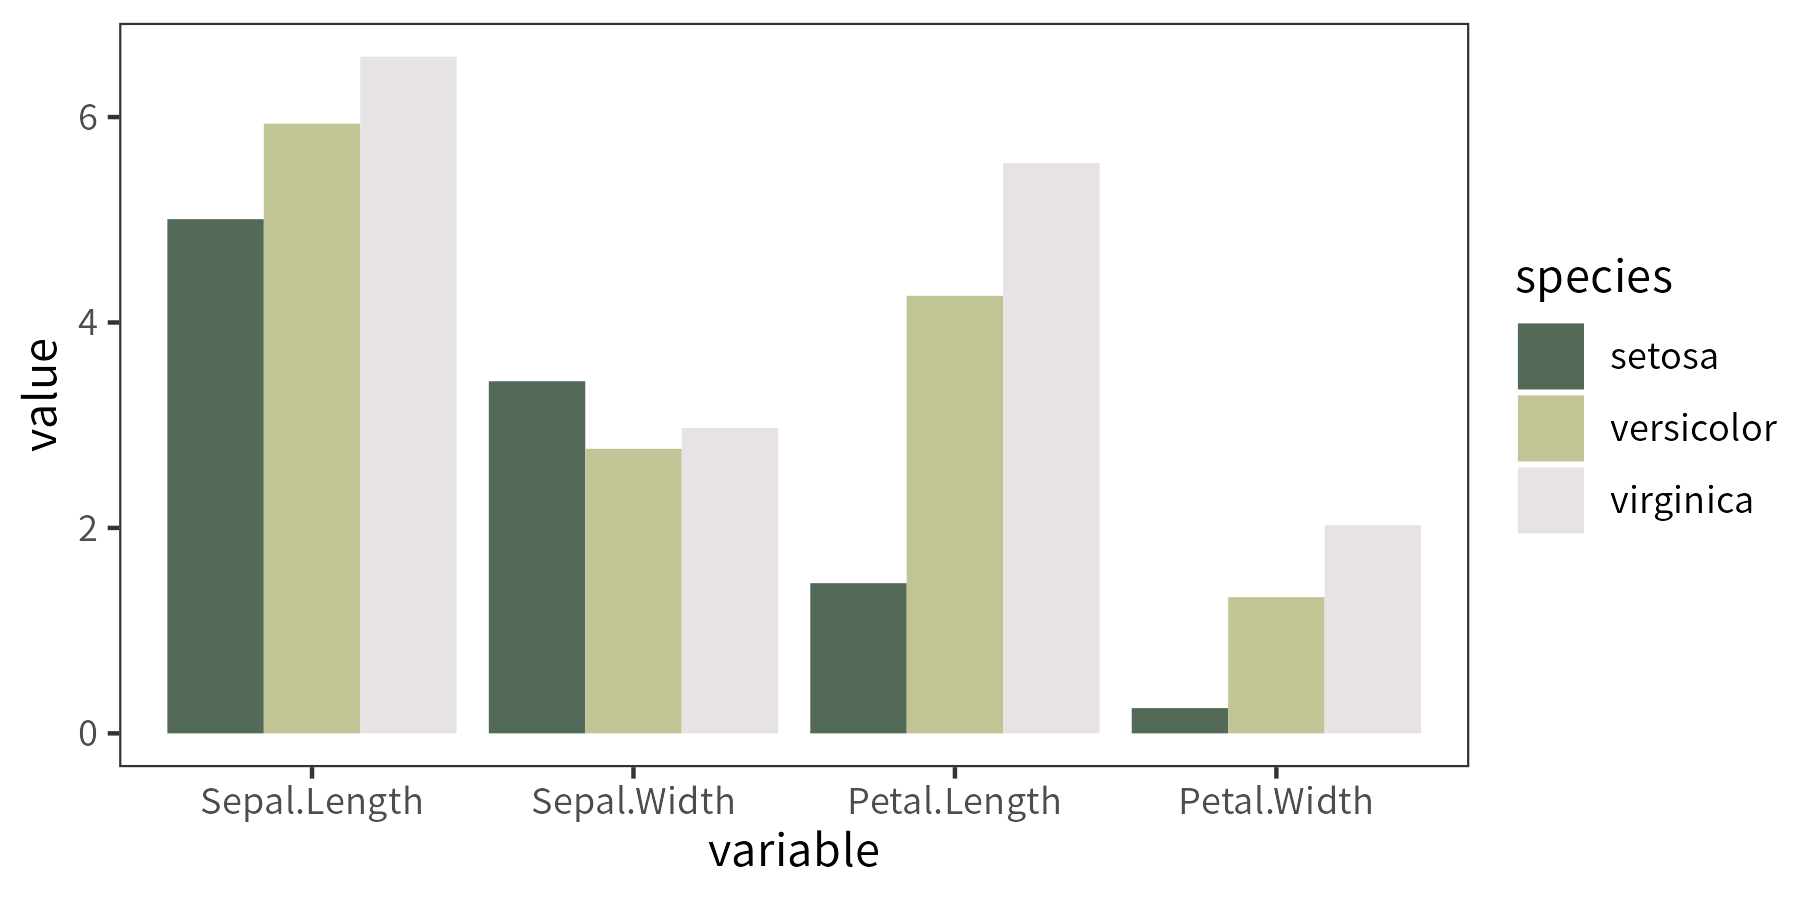 6
4
2
0
value
Sepal.Length
Sepal.Width
Petal.Length
Petal.Width
variable
species
setosa
versicolor
virginica